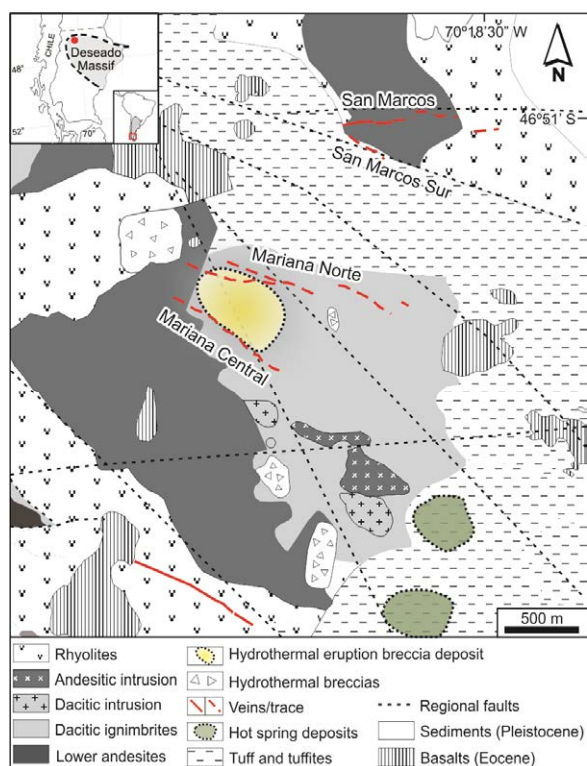 70°18'30" W
CHILE
Deseado
Massif
48°
52°
70°
N
46°51' S
San Marcos
San Marcos Sur
Mariana Norte
Mariana Central
500 m
Rhyolites
Andesitic intrusion
Dacitic intrusion
Dacitic ignimbrites
Lower andesites
Hydrothermal eruption breccia deposit
Hydrothermal breccias
Veins/trace
Hot spring deposits
Tuff and tuffites
Regional faults
Sediments (Pleistocene)
Basalts (Eocene)